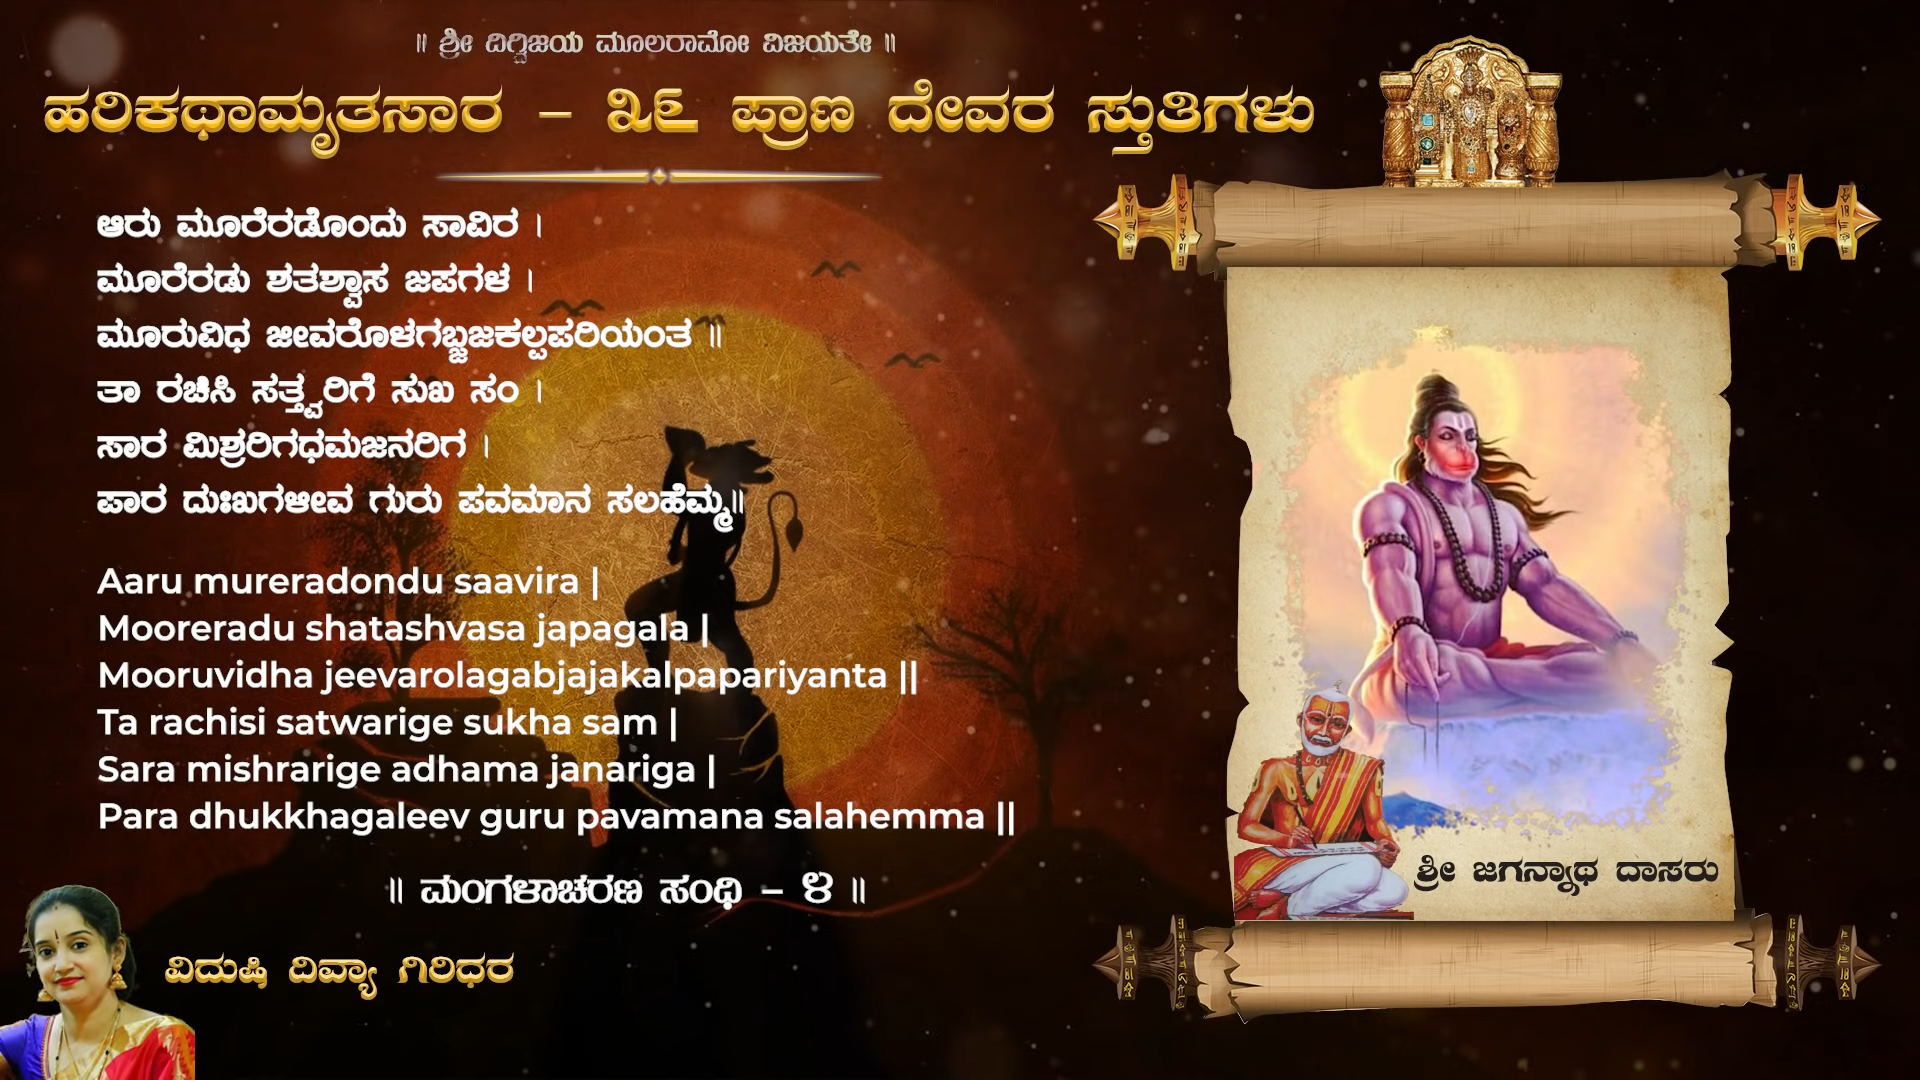 ॥ ಶ್ರೀ ದಿಗ್ವಿಜಯ ಮೂಲರಾಮೋ ವಿಜಯತೇ ॥
ಹರಿಕಥಾಮೃತಸಾರ – ೩೬ ಪ್ರಾಣ ದೇವರ ಸ್ತುತಿಗಳು
ಆರು ಮೂರೆರಡೊಂದು ಸಾವಿರ ।
ಮೂರೆರಡು ಶತಶ್ವಾಸ ಜಪಗಳ ।
ಮೂರುವಿಧ ಜೀವರೊಳಗಬ್ಜಜಕಲ್ಪಪರಿಯಂತ ॥
ತಾ ರಚಿಸಿ ಸತ್ತ್ವರಿಗೆ ಸುಖ ಸಂ ।
ಸಾರ ಮಿಶ್ರರಿಗಧಮಜನರಿಗ ।
ಪಾರ ದುಃಖಗಳೀವ ಗುರು ಪವಮಾನ ಸಲಹೆಮ್ಮ॥
Aaru mureradondu saavira |
Mooreradu shatashvasa japagala |
Mooruvidha jeevarolagabjajakalpapariyanta ||
Ta rachisi satwarige sukha sam |
Sara mishrarige adhama janariga |
Para dhukkhagaleev guru pavamana salahemma ||
॥ ಮಂಗಳಾಚರಣ ಸಂಧಿ – ೪ ॥
ವಿದುಷಿ ದಿವ್ಯಾ ಗಿರಿಧರ
ಶ್ರೀ ಜಗನ್ನಾಥ ದಾಸರು